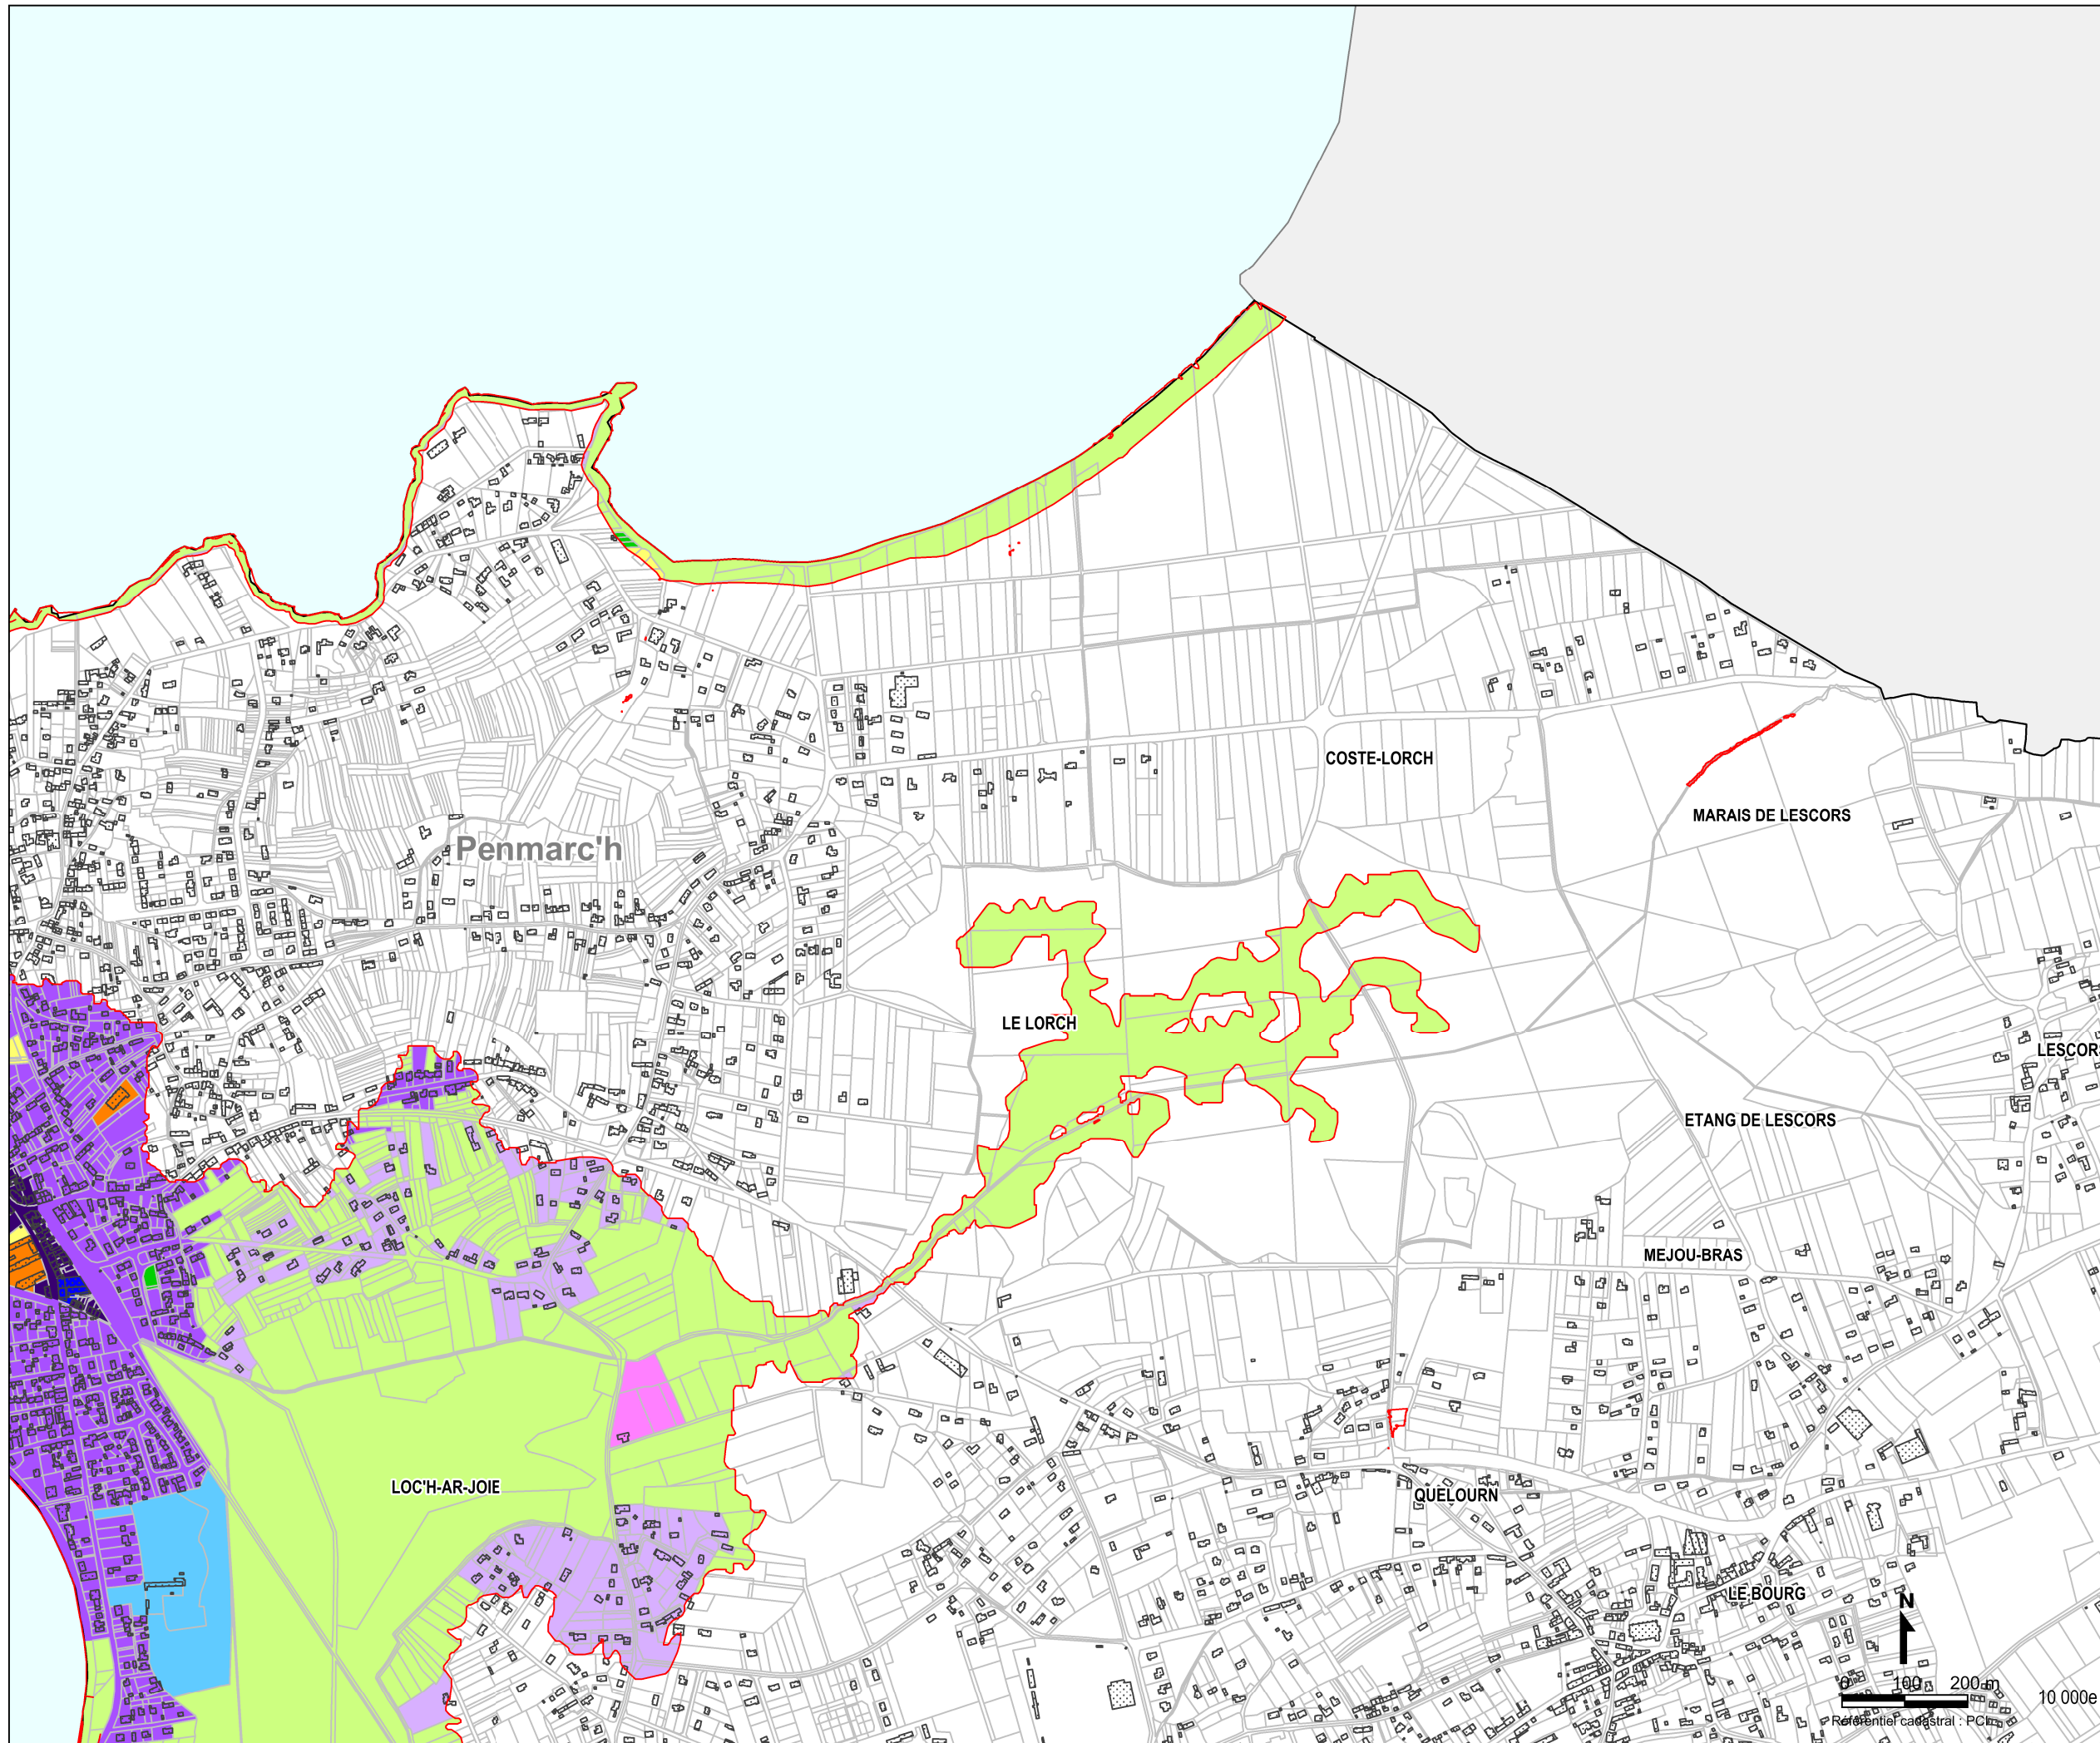 COSTE-LORCH
MARAIS DE LESCORS
Penmarc'h
LE LORCH
LESCORS
ETANG DE LESCORS
MEJOU-BRAS
LOC'H-AR-JOIE
QUELOURN
LE BOURG
N
0 100 200 m
10 000e
Référentiel cadastral : PCI